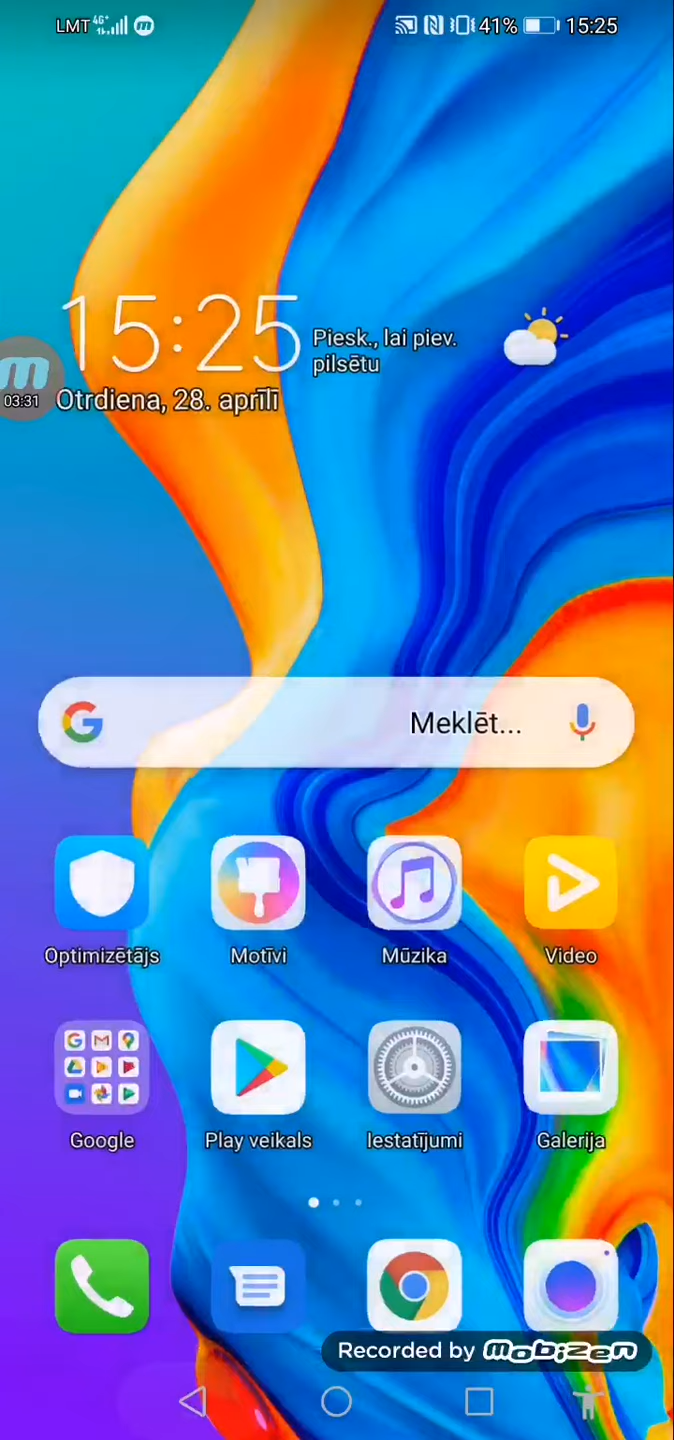 LMT 4G+ 41% 15:25
15:25
Piesk., lai piev.
pilsētu
03:31
Otrdiena, 28. aprīlī
Meklēt...
Optimizētājs Motīvi Mūzika Video
Google Play veikals Iestatījumi Galerija
Recorded by mobizen